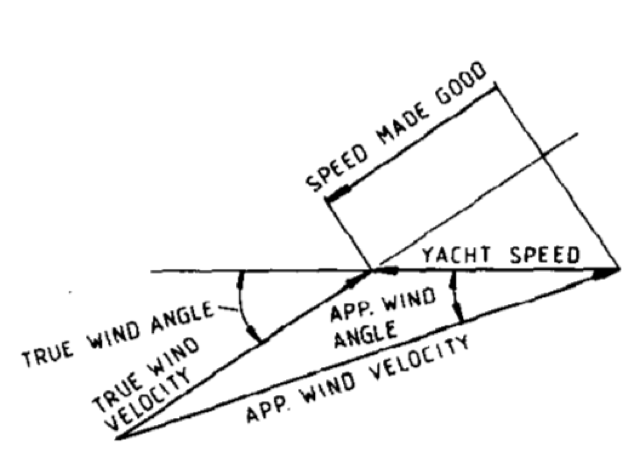 SPEED MADE GOOD
YACHT SPEED
TRUE WIND ANGLE
APP. WIND
ANGLE
TRUE WIND
VELOCITY
APP. WIND VELOCITY